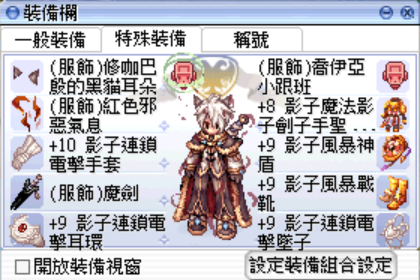 裝備欄
一般裝備
特殊裝備
稱號
(服飾)修咖巴
殷的黑貓耳朵
(服飾)紅色邪
惡氣息
+10 影子連鎖
電擊手套
(服飾)魔劍
+9 影子連鎖電
擊耳環
(服飾)喬伊亞
小跟班
+8 影子魔法影
子劊子手聖 ...
+9 影子風暴神
盾
+9 影子風暴戰
靴
+9 影子連鎖電
擊墜子
開放裝備視窗
設定裝備組合設定